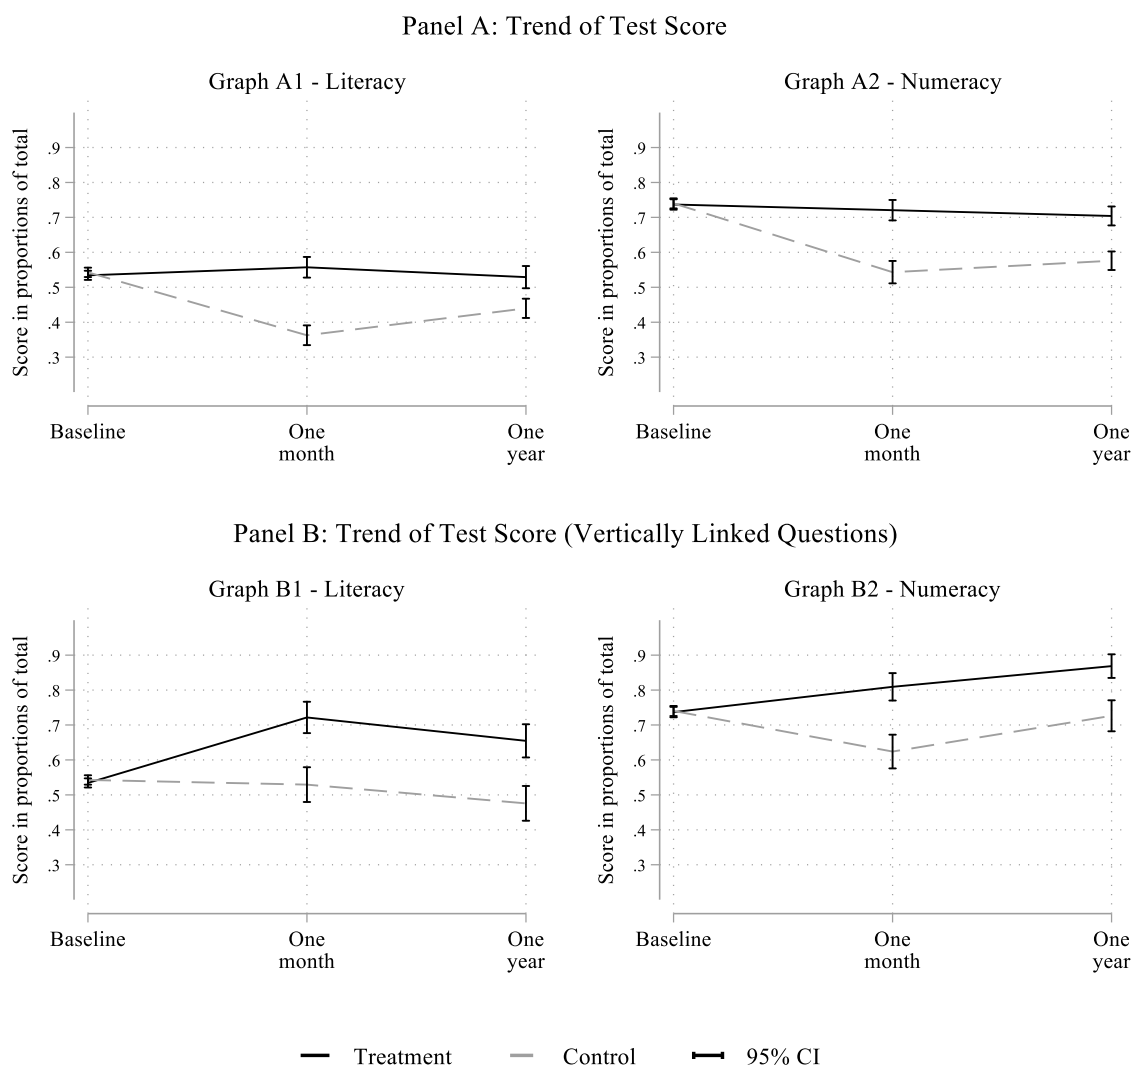 Panel A: Trend of Test Score
Graph A1 - Literacy
Score in proportions of total
.9
.8
.7
.6
.5
.4
.3
Baseline
One
month
One
year
Graph A2 - Numeracy
Score in proportions of total
.9
.8
.7
.6
.5
.4
.3
Baseline
One
month
One
year
Panel B: Trend of Test Score (Vertically Linked Questions)
Graph B1 - Literacy
Score in proportions of total
.9
.8
.7
.6
.5
.4
.3
Baseline
One
month
One
year
Graph B2 - Numeracy
Score in proportions of total
.9
.8
.7
.6
.5
.4
.3
Baseline
One
month
One
year
Treatment
Control
95% CI